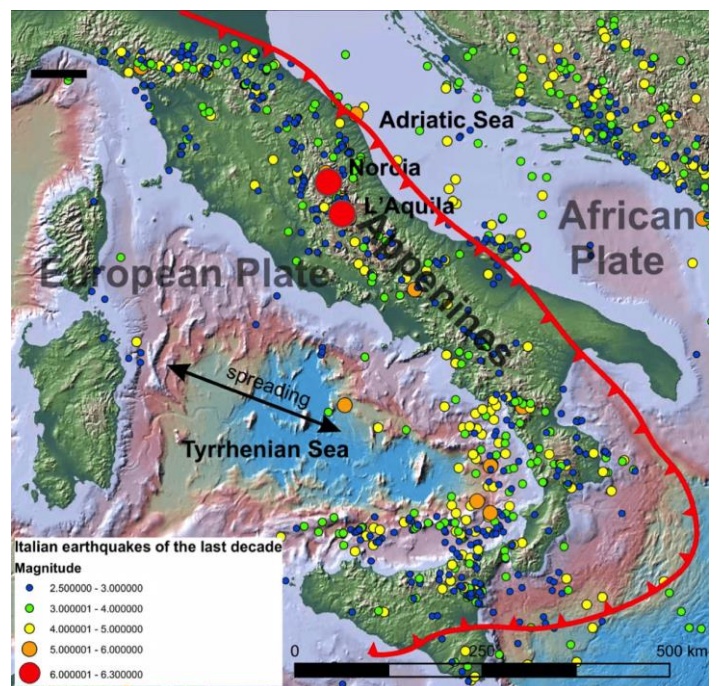 Adriatic Sea
Norcia
L'Aquila
Appenines
African
Plate
European Plate
spreading
Tyrrhenian Sea
Italian earthquakes of the last decade
Magnitude
2.500000 - 3.000000
3.000001 - 4.000000
4.000001 - 5.000000
5.000001 - 6.000000
6.000001 - 6.300000
0 250 500 km